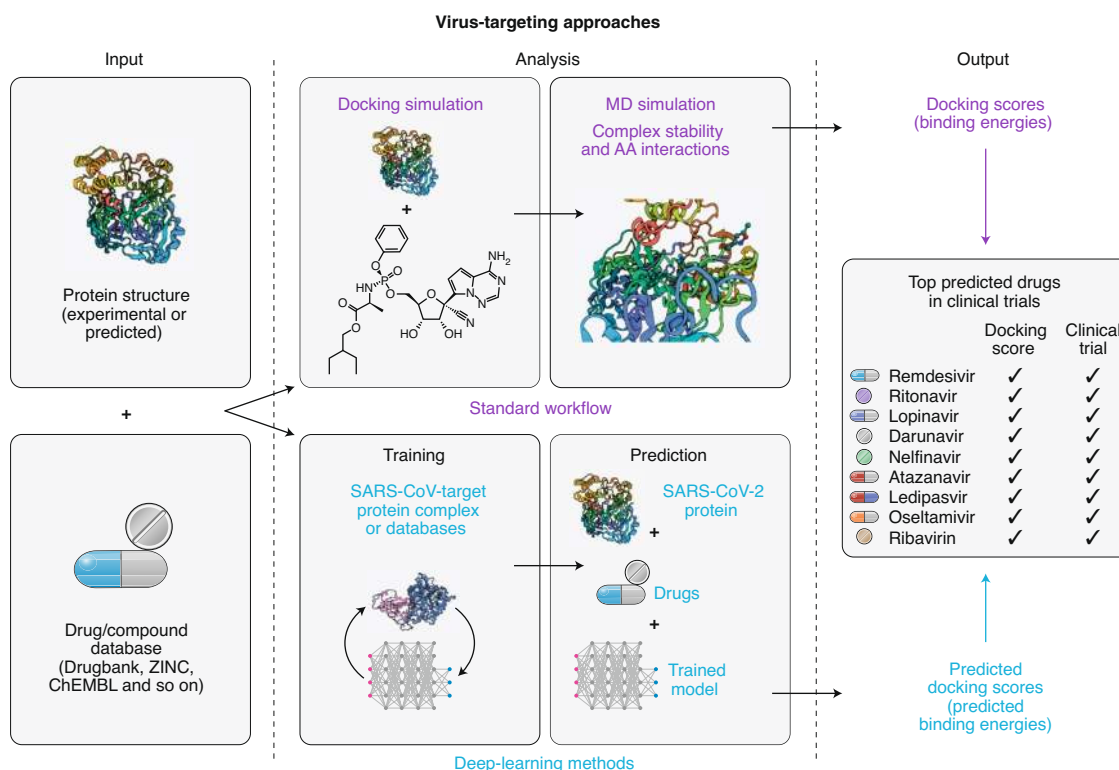 Virus-targeting approaches
Input
Analysis
Output
Protein structure
(experimental or
predicted)
+
Drug/compound
database
(Drugbank, ZINC,
ChEMBL and so on)
Docking simulation
+
NH2
N
N
N
O
O
P
O
HN
O
O
O
N
HO
OH
MD simulation
Complex stability
and AA interactions
Standard workflow
Training
SARS-CoV-target
protein complex
or databases
Prediction
SARS-CoV-2
protein
+
Drugs
+
Trained
model
Deep-learning methods
Docking scores
(binding energies)
Top predicted drugs
in clinical trials
Docking Clinical
score trial
Remdesivir ✓ ✓
Ritonavir ✓ ✓
Lopinavir ✓ ✓
Darunavir ✓ ✓
Nelfinavir ✓ ✓
Atazanavir ✓ ✓
Ledipasvir ✓ ✓
Oseltamivir ✓ ✓
Ribavirin ✓ ✓
Predicted
docking scores
(predicted
binding energies)